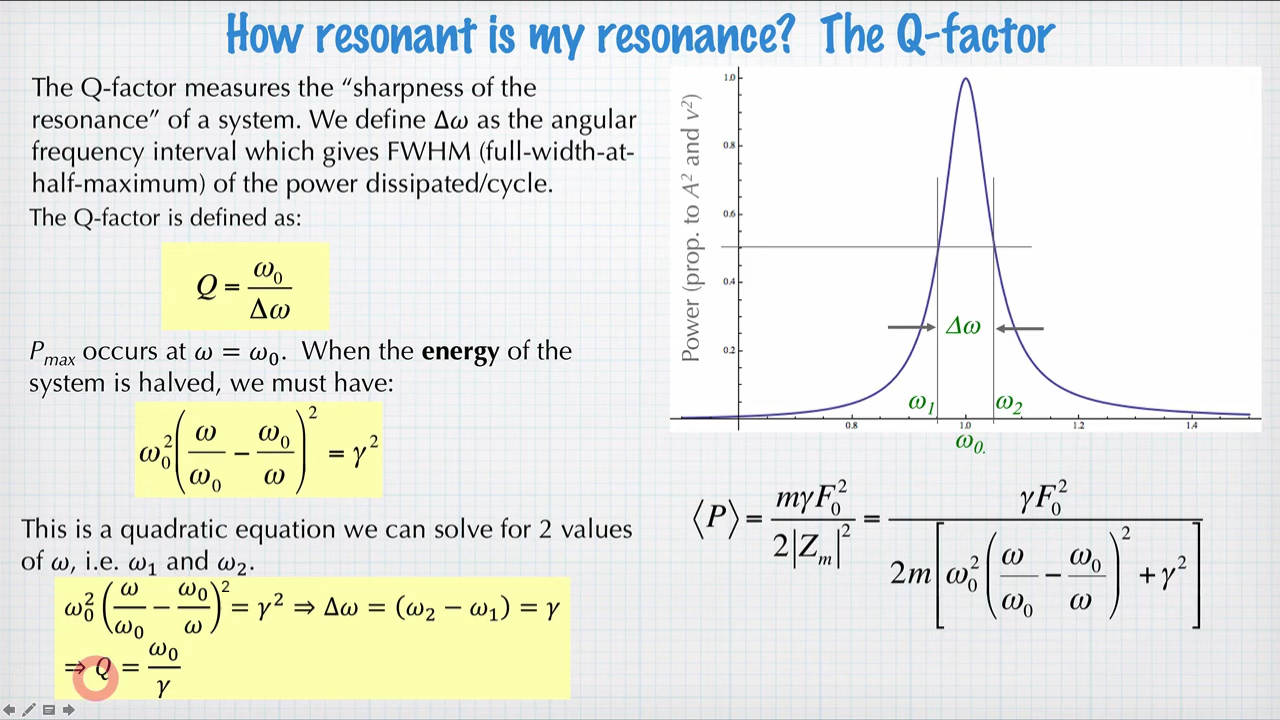 How resonant is my resonance? The Q-factor
The Q-factor measures the “sharpness of the
resonance” of a system. We define Δω as the angular
frequency interval which gives FWHM (full-width-at-
half-maximum) of the power dissipated/cycle.
The Q-factor is defined as:
Q = ω₀/Δω
P_max occurs at ω = ω₀. When the energy of the
system is halved, we must have:
ω₀²(ω/ω₀ − ω₀/ω)² = γ²
This is a quadratic equation we can solve for 2 values
of ω, i.e. ω₁ and ω₂.
ω₀²(ω/ω₀ − ω₀/ω)² = γ² ⇒ Δω = (ω₂ − ω₁) = γ
⇒ Q = ω₀/γ
Power (prop. to A² and v²)
1.0
0.8
0.6
0.4
0.2
Δω
ω₁
ω₂
0.8
1.0
1.2
1.4
ω₀.
⟨P⟩ = mγF₀²/2|Z_m|² = γF₀²/2m[ω₀²(ω/ω₀ − ω₀/ω)² + γ²]